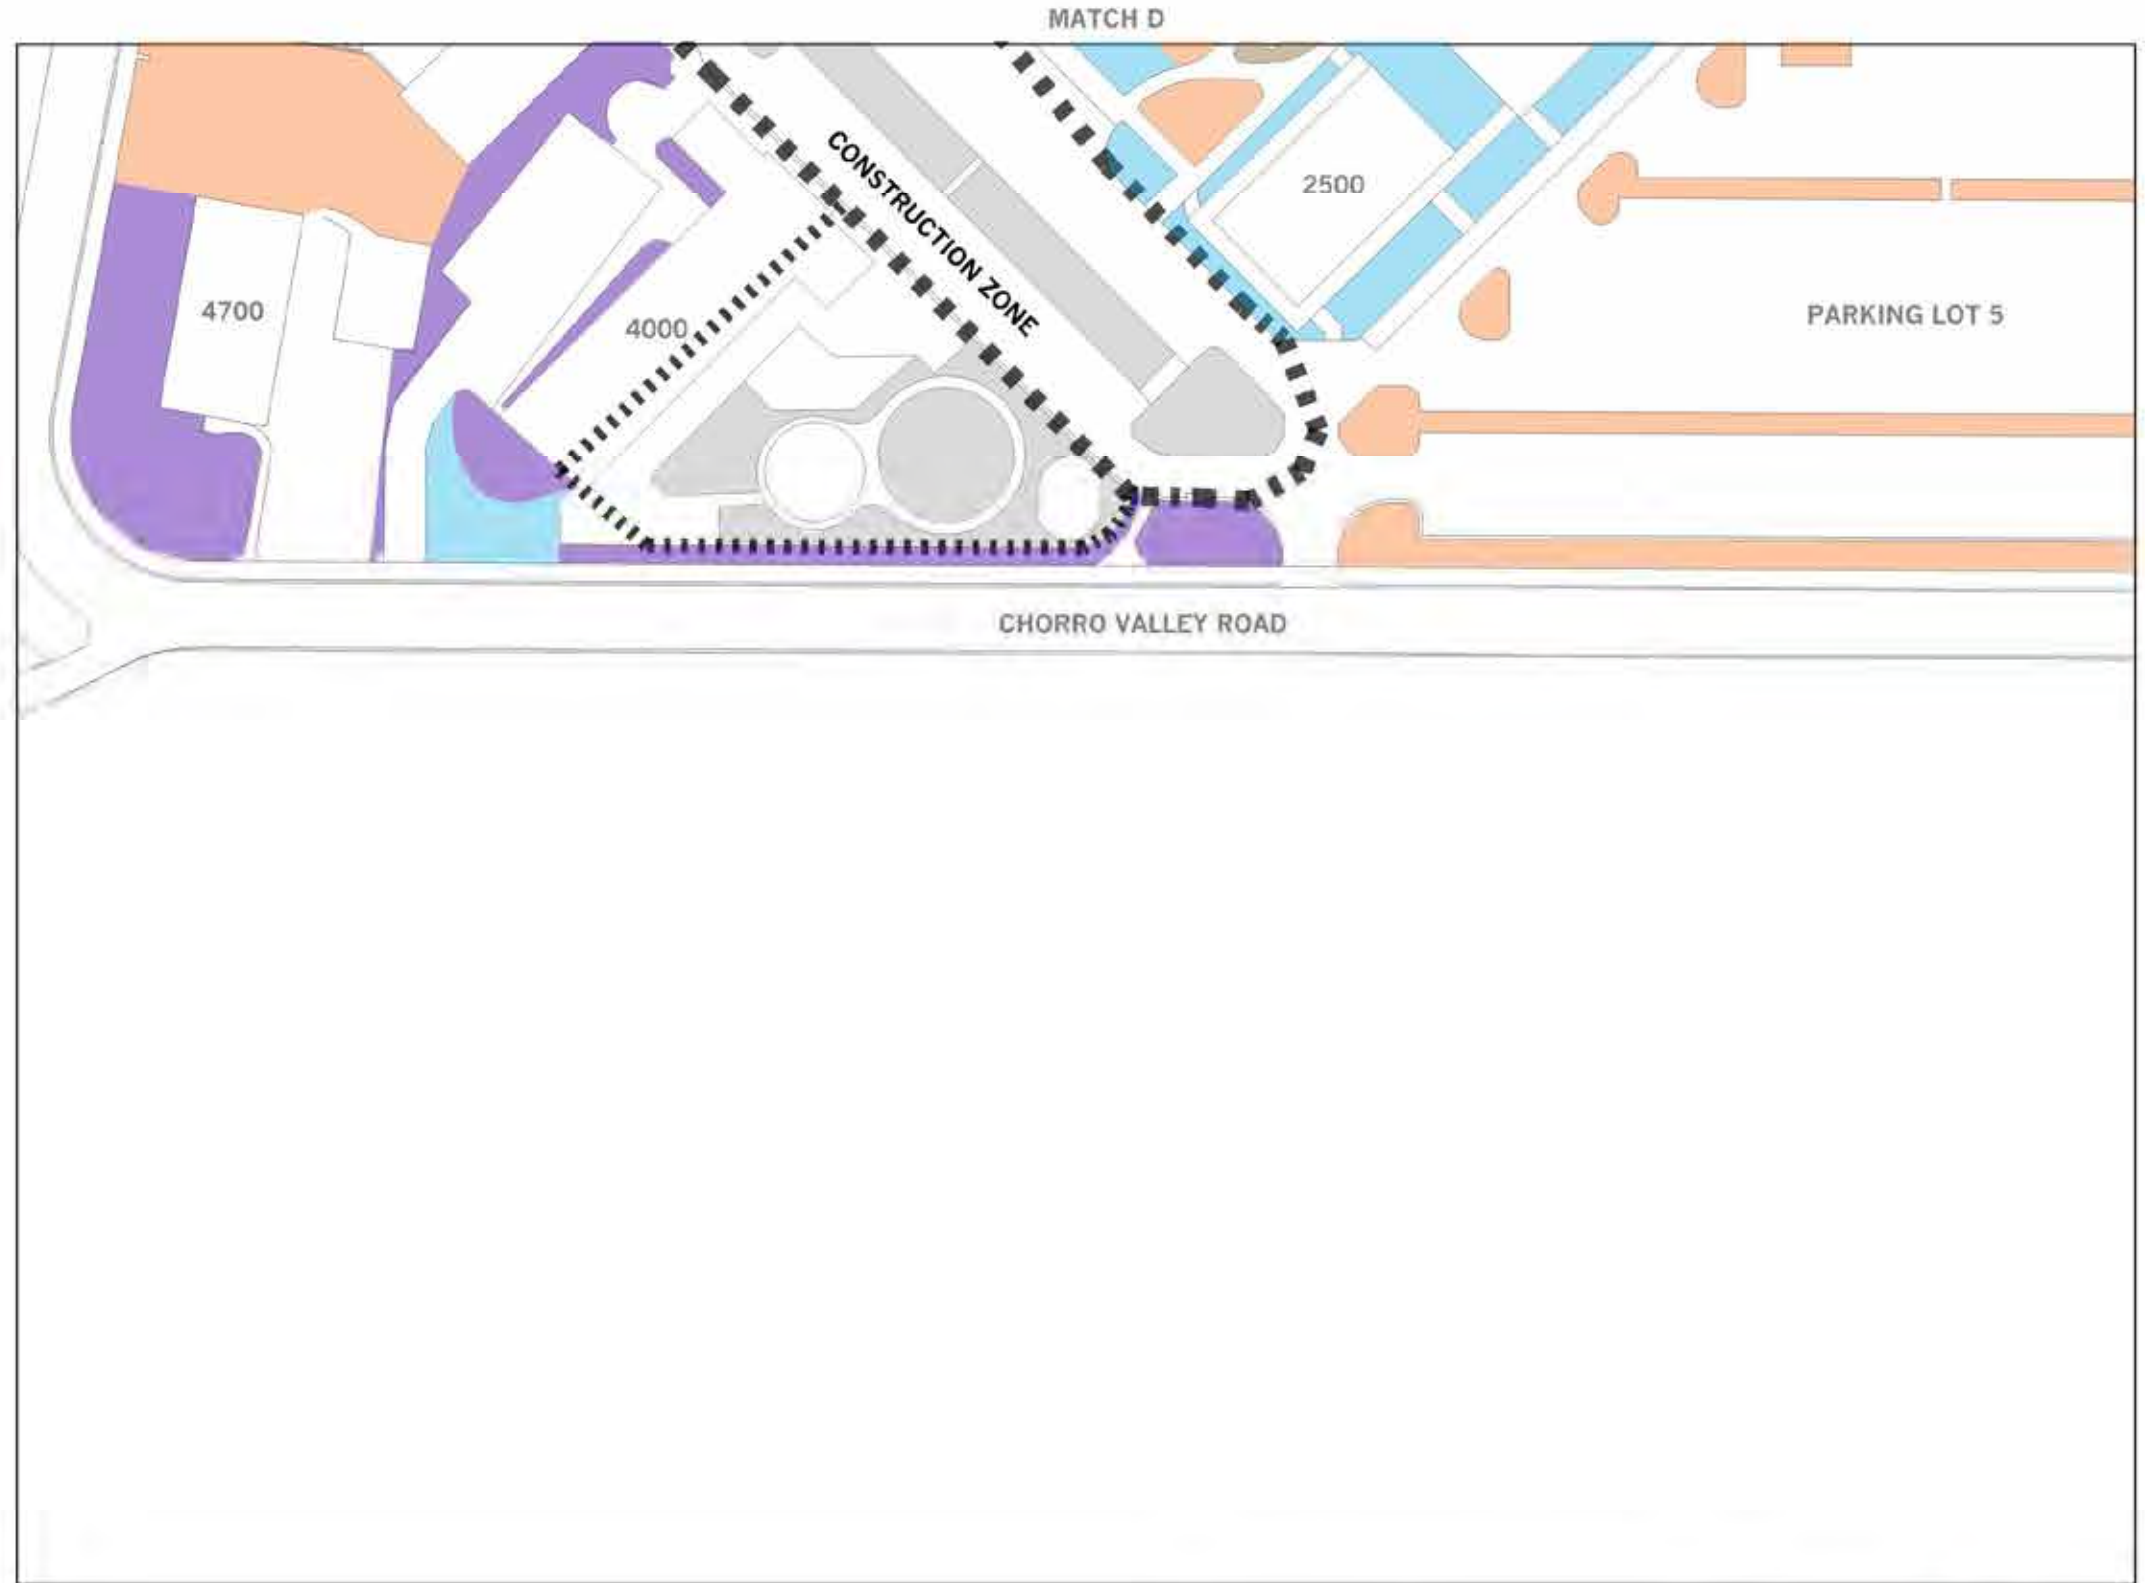 MATCH D
CONSTRUCTION ZONE
2500
4700
4000
PARKING LOT 5
CHORRO VALLEY ROAD